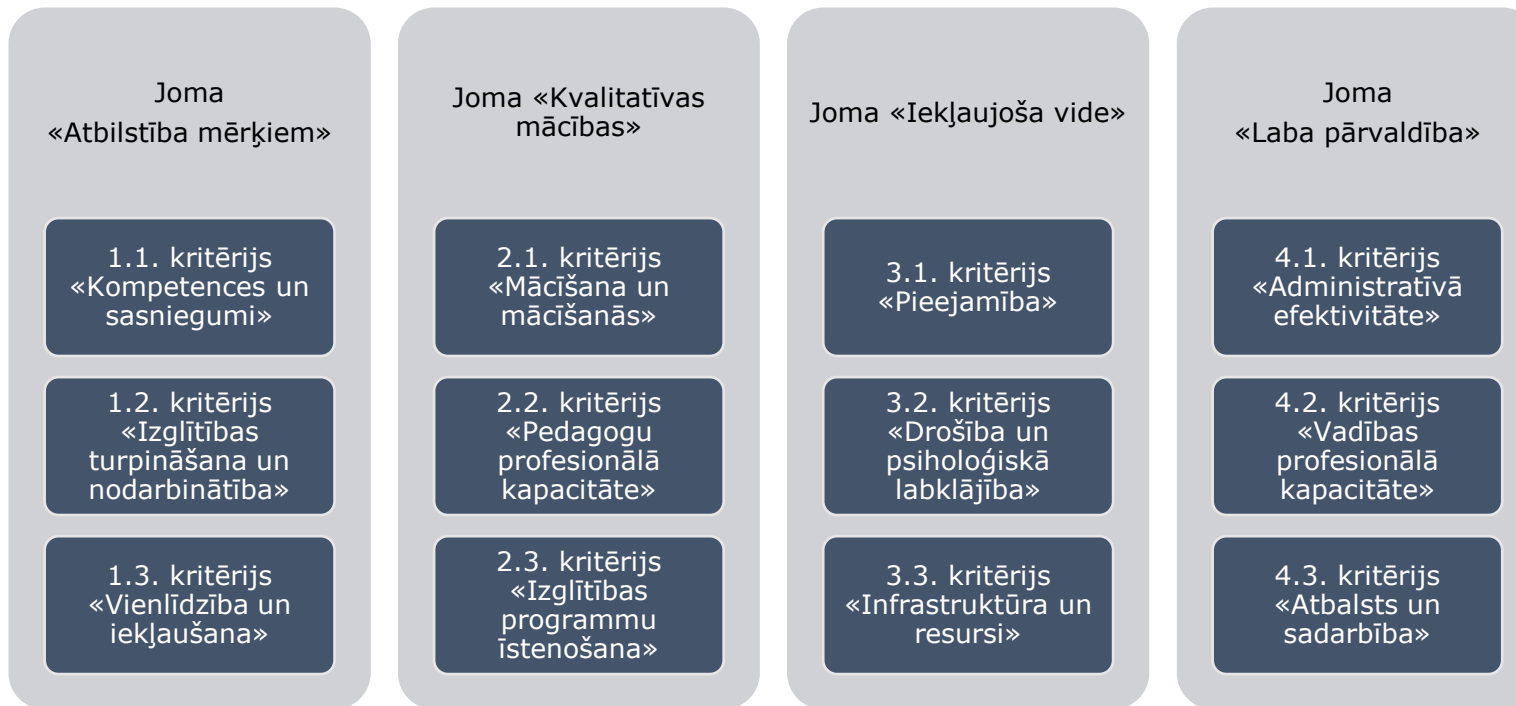 Joma
«Atbilstība mērķiem»
1.1. kritērijs
«Kompetences un
sasniegumi»
1.2. kritērijs
«Izglītības
turpināšana un
nodarbinātība»
1.3. kritērijs
«Vienlīdzība un
iekļaušana»
Joma «Kvalitatīvas
mācības»
2.1. kritērijs
«Mācīšana un
mācīšanās»
2.2. kritērijs
«Pedagogu
profesionālā
kapacitāte»
2.3. kritērijs
«Izglītības
programmu
īstenošana»
Joma «Iekļaujoša vide»
3.1. kritērijs
«Pieejamība»
3.2. kritērijs
«Drošība un
psiholoģiskā
labklājība»
3.3. kritērijs
«Infrastruktūra un
resursi»
Joma
«Laba pārvaldība»
4.1. kritērijs
«Administratīvā
efektivitāte»
4.2. kritērijs
«Vadības
profesionālā
kapacitāte»
4.3. kritērijs
«Atbalsts un
sadarbība»